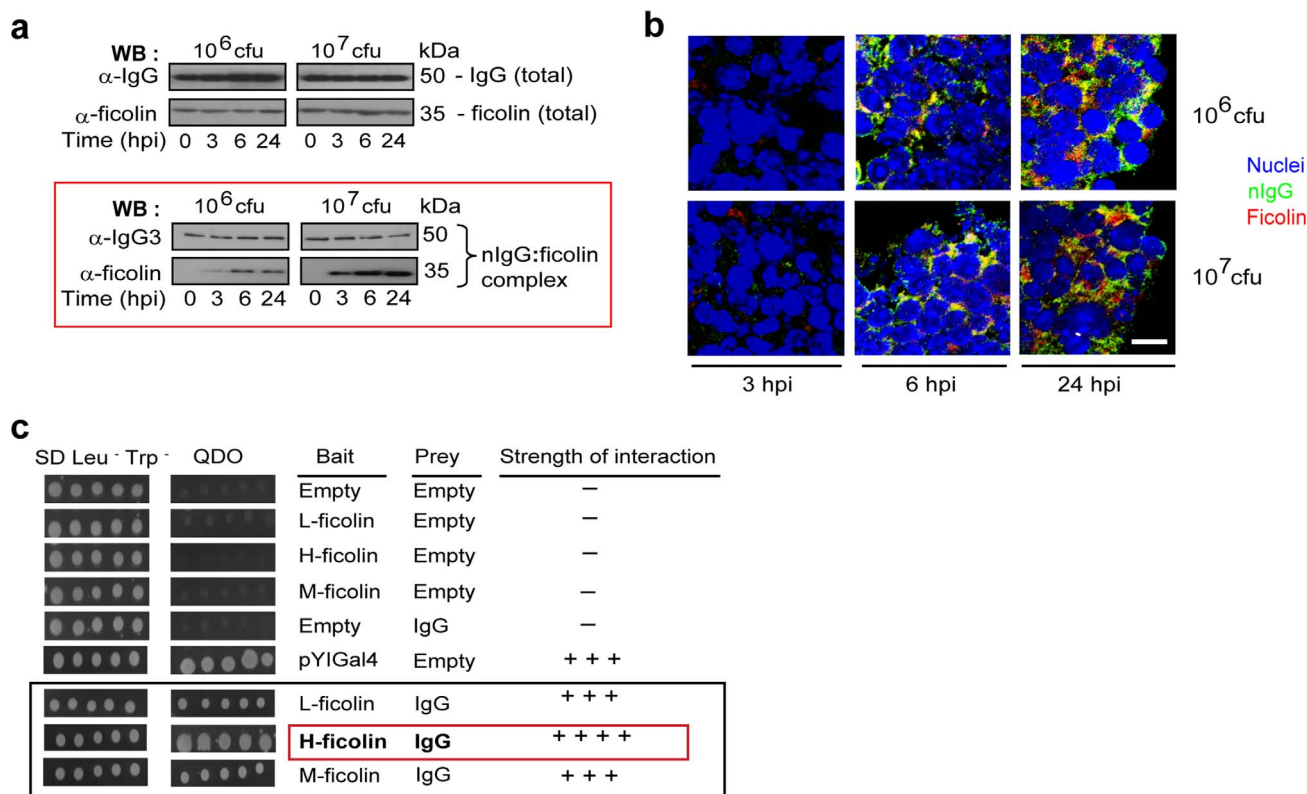 a
WB : 10⁶cfu 10⁷cfu kDa
α-IgG 50 - IgG (total)
α-ficolin 35 - ficolin (total)
Time (hpi) 0 3 6 24 0 3 6 24
WB : 10⁶cfu 10⁷cfu kDa
α-IgG3 50
nIgG:ficolin
complex
α-ficolin 35
Time (hpi) 0 3 6 24 0 3 6 24
b
10⁶cfu
Nuclei
nIgG
Ficolin
10⁷cfu
3 hpi 6 hpi 24 hpi
c
SD Leu ⁻ Trp ⁻ QDO Bait Prey Strength of interaction
Empty Empty –
L-ficolin Empty –
H-ficolin Empty –
M-ficolin Empty –
Empty IgG –
pYIGal4 Empty + + +
L-ficolin IgG + + +
H-ficolin IgG + + + +
M-ficolin IgG + + +